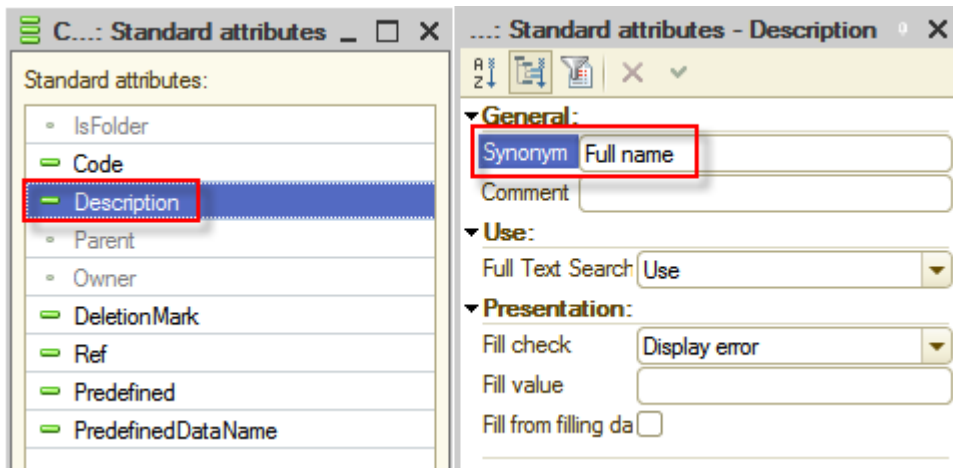 C...: Standard attributes
Standard attributes:
IsFolder
Code
Description
Parent
Owner
DeletionMark
Ref
Predefined
PredefinedDataName
...: Standard attributes - Description
A
Z
General:
Synonym Full name
Comment
Use:
Full Text Search Use
Presentation:
Fill check Display error
Fill value
Fill from filling da